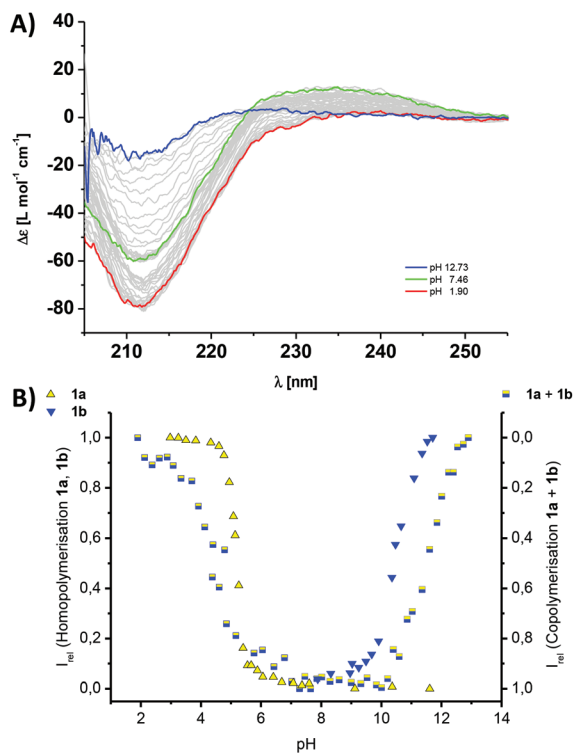 A)
40
20
0
-20
-40
-60
-80
Δε [L mol⁻¹ cm⁻¹]
pH 12.73
pH 7.46
pH 1.90
210 220 230 240 250
λ [nm]
B)
1a
1b
1a + 1b
1,0 0,0
0,8 0,2
0,6 0,4
0,4 0,6
0,2 0,8
0,0 1,0
I rel (Homopolymerisation 1a, 1b)
I rel (Copolymerisation 1a + 1b)
2 4 6 8 10 12 14
pH